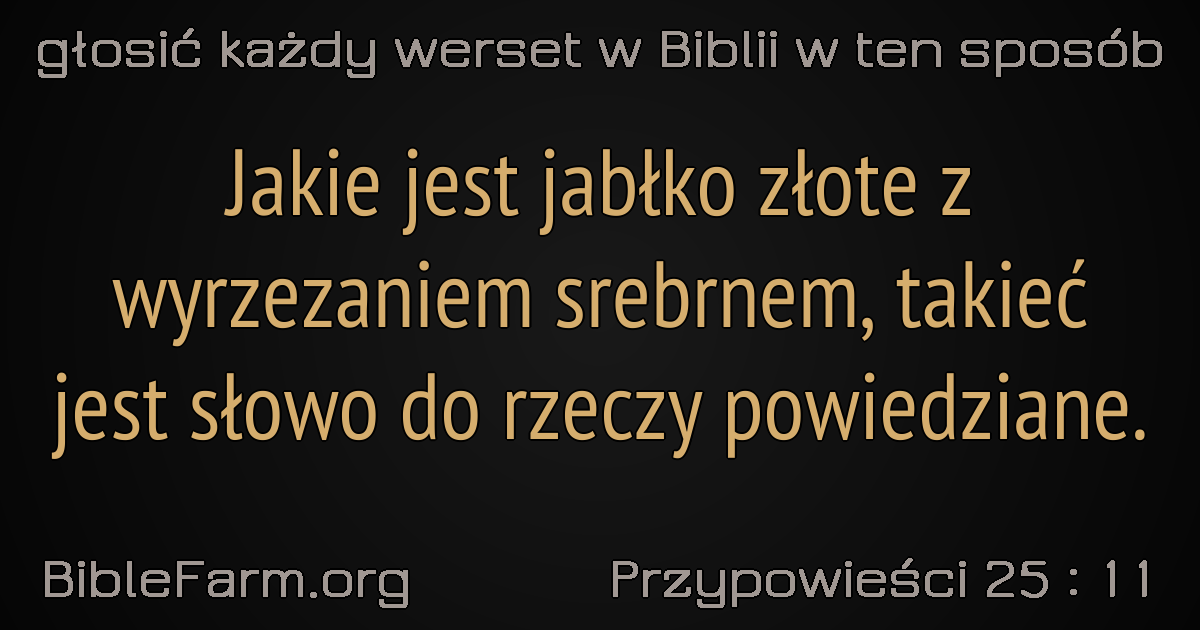 głosić każdy werset w Biblii w ten sposób
Jakie jest jabłko złote z
wyrzezaniem srebrnem, takieć
jest słowo do rzeczy powiedziane.
BibleFarm.org
Przypowieści 25 : 11